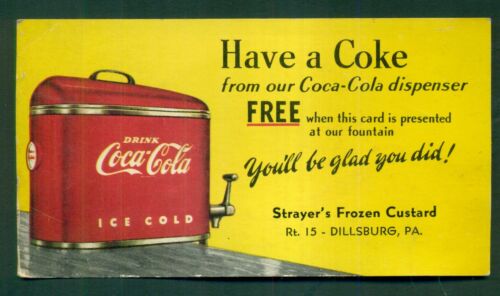 Have a Coke
from our Coca-Cola dispenser
FREE when this card is presented
at our fountain
You'll be glad you did!
Strayer's Frozen Custard
Rt. 15 - DILLSBURG, PA.
DRINK
Coca-Cola
ICE COLD